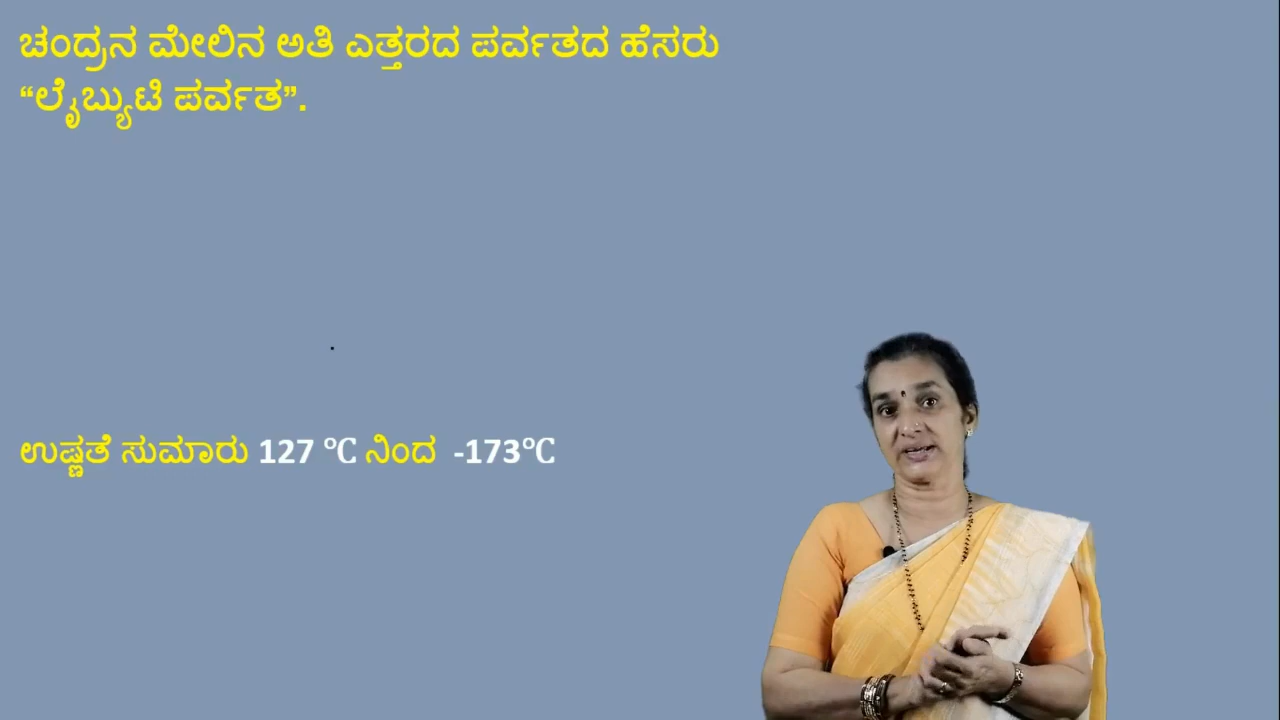 ಚಂದ್ರನ ಮೇಲಿನ ಅತಿ ಎತ್ತರದ ಪರ್ವತದ ಹೆಸರು
“ಲೈಬ್ಯುಟಿ ಪರ್ವತ”.
ಉಷ್ಣತೆ ಸುಮಾರು 127 ℃ ನಿಂದ -173℃